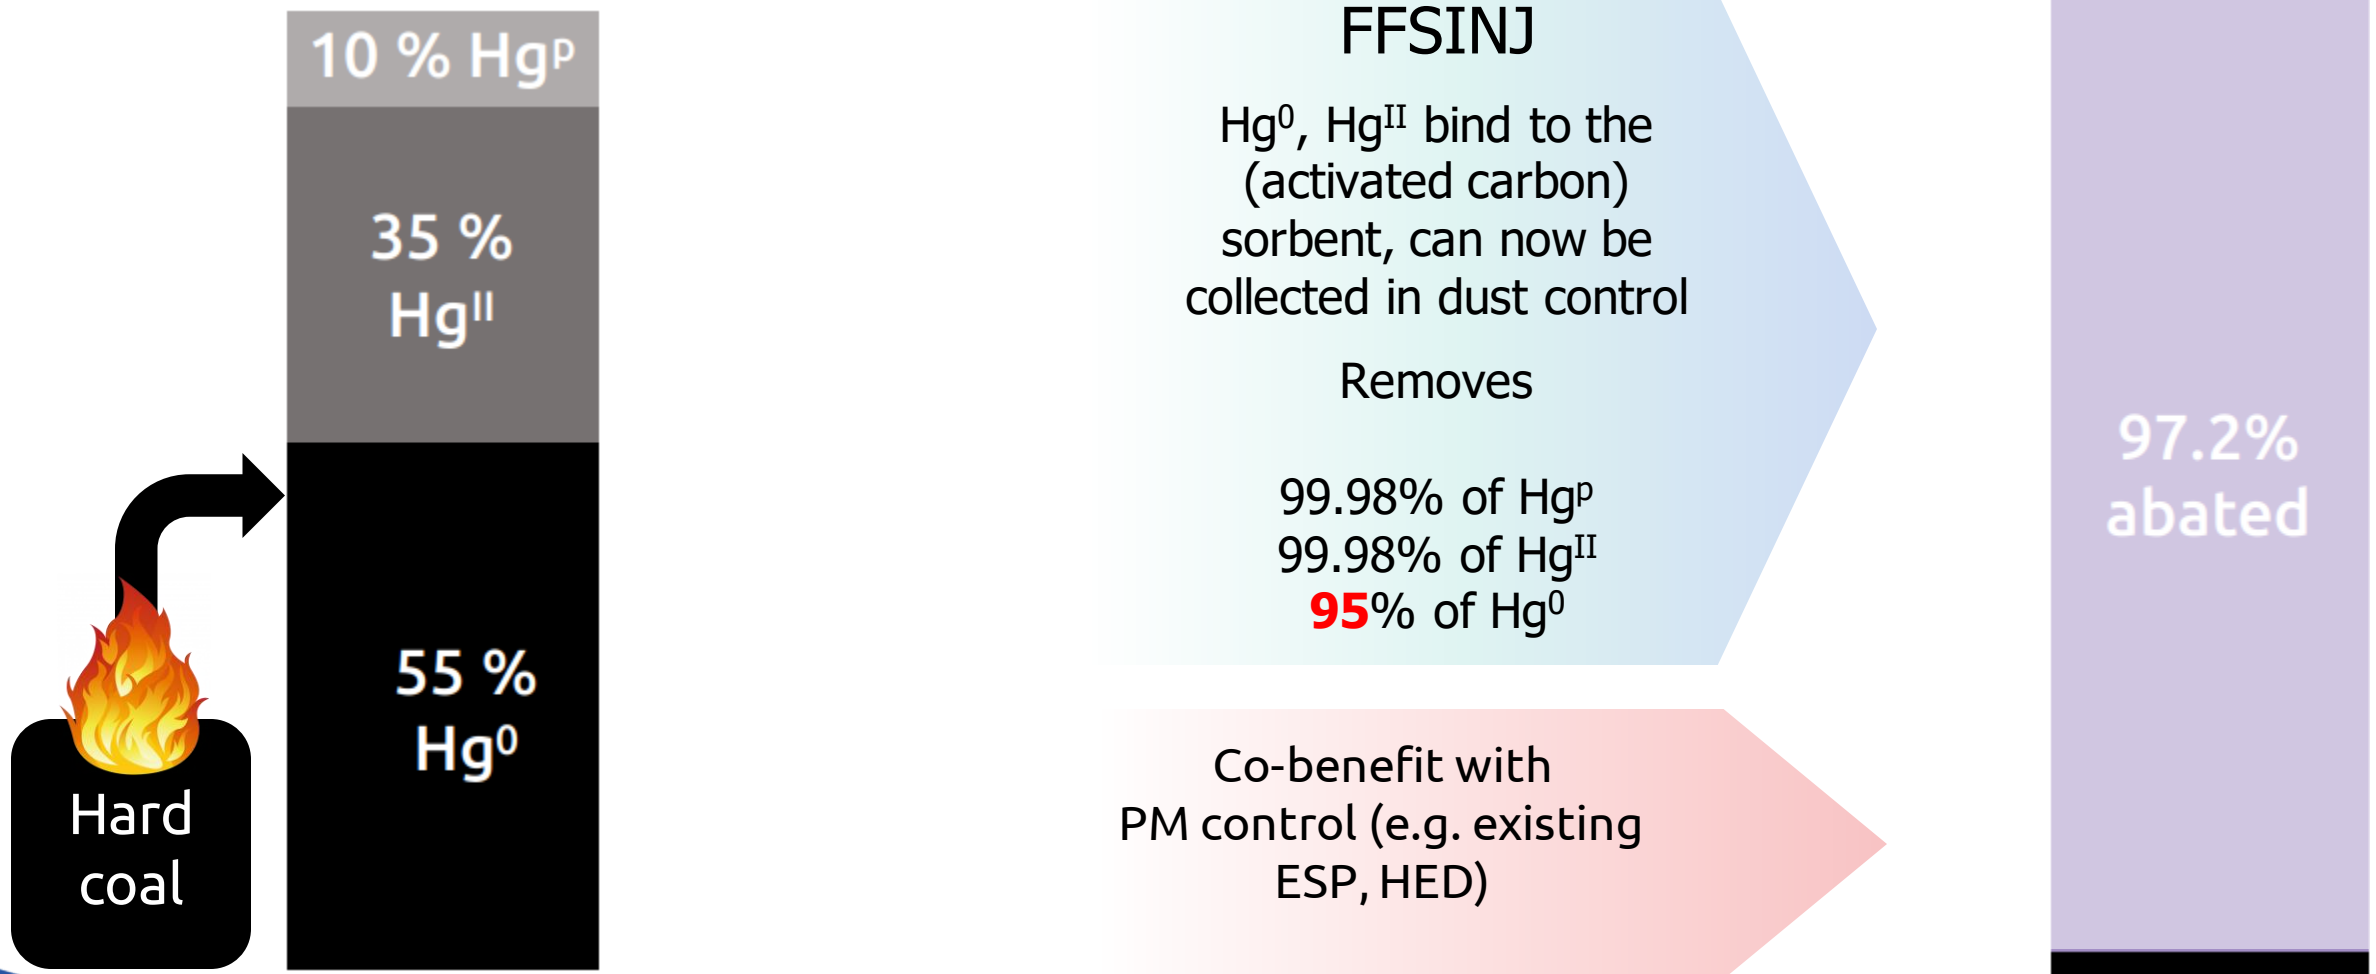 10 % Hgᵖ
35 %
Hgᴵᴵ
55 %
Hg⁰
Hard
coal
FFSINJ
Hg⁰, Hgᴵᴵ bind to the
(activated carbon)
sorbent, can now be
collected in dust control
Removes
99.98% of Hgᵖ
99.98% of Hgᴵᴵ
95% of Hg⁰
Co-benefit with
PM control (e.g. existing
ESP, HED)
97.2%
abated